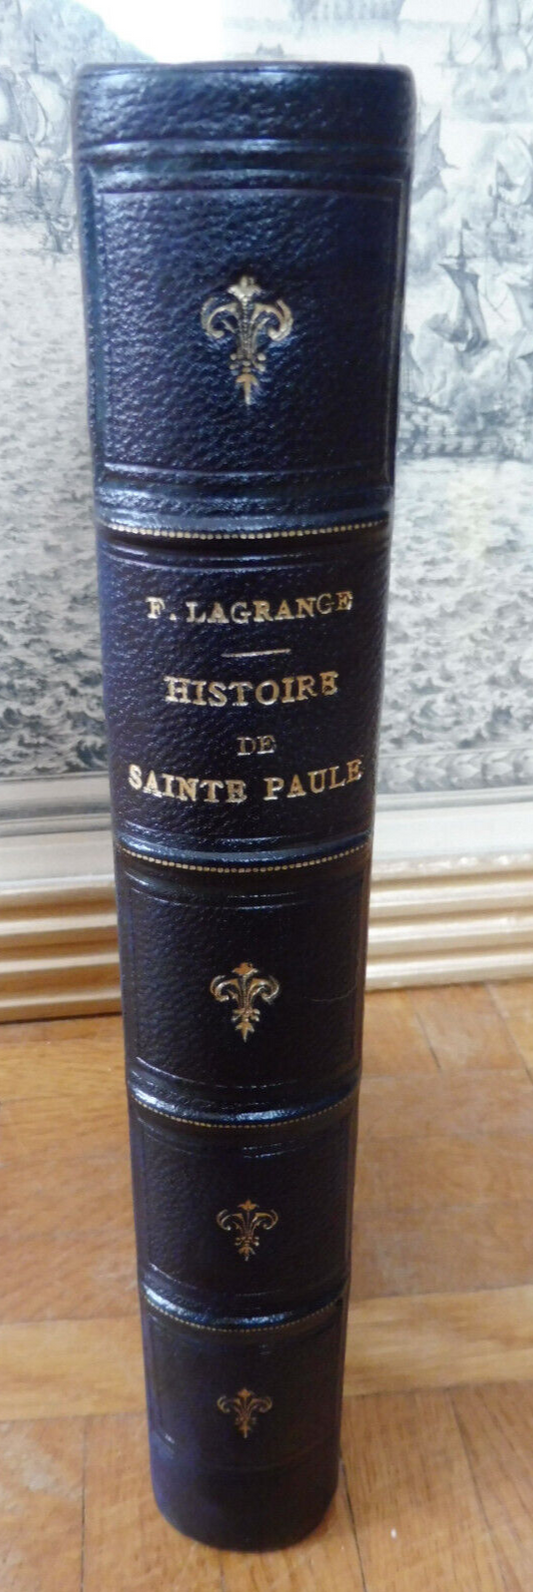 F. LAGRANGE
HISTOIRE
DE
SAINTE PAULE